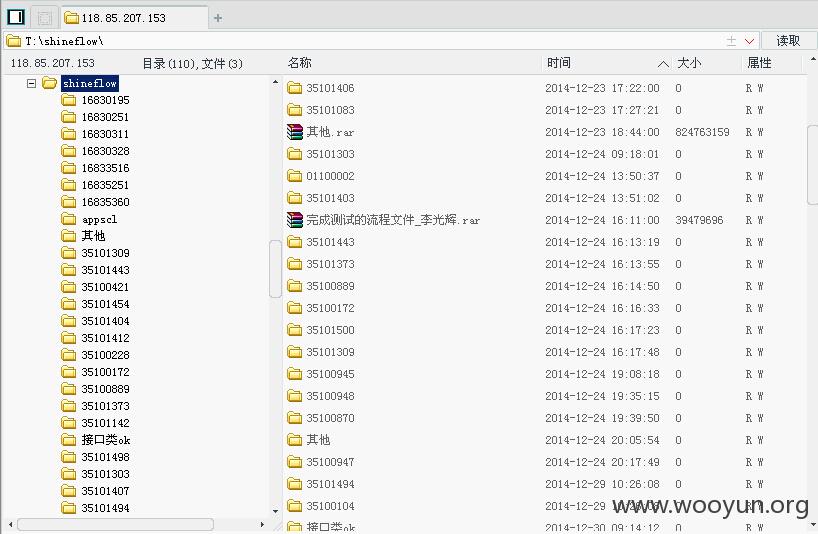 118.85.207.153
T:\shineflow\ 读取
118.85.207.153 目录(110),文件(3)
shineflow
16830195
16830251
16830311
16830328
16833516
16835251
16835360
appscl
其他
35101309
35101443
35100421
35101454
35101404
35101412
35100228
35100172
35100889
35101373
35101142
接口类ok
35101498
35101303
35101407
35101494
名称 时间 大小 属性
35101406 2014-12-23 17:22:00 0 R W
35101083 2014-12-23 17:27:21 0 R W
其他.rar 2014-12-23 18:44:00 824763159 R W
35101303 2014-12-24 09:18:01 0 R W
01100002 2014-12-24 13:50:37 0 R W
35101403 2014-12-24 13:51:02 0 R W
完成测试的流程文件_李光辉.rar 2014-12-24 16:11:00 39479696 R W
35101443 2014-12-24 16:13:19 0 R W
35101373 2014-12-24 16:13:55 0 R W
35100889 2014-12-24 16:14:50 0 R W
35100172 2014-12-24 16:16:33 0 R W
35101500 2014-12-24 16:17:23 0 R W
35101309 2014-12-24 16:17:48 0 R W
35100945 2014-12-24 19:08:18 0 R W
35100948 2014-12-24 19:35:15 0 R W
35100870 2014-12-24 19:39:50 0 R W
其他 2014-12-24 20:05:54 0 R W
35100947 2014-12-24 20:17:49 0 R W
35101494 2014-12-29 10:26:08 0 R W
35100104 2014-12-29
www.wooyun.org
接口类ok 2014-12-30 09:14:12 0 R W